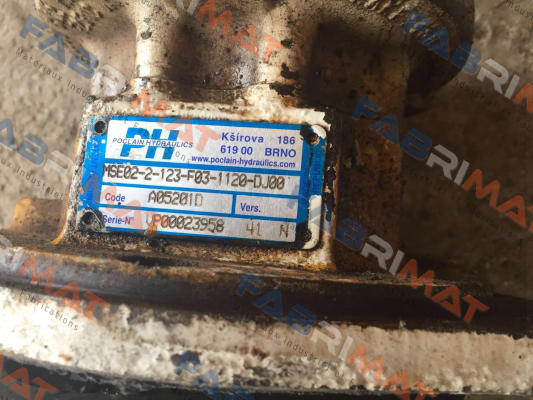 PH
POCLAIN HYDRAULICS
Kšírova 186
619 00 BRNO
www.poclain-hydraulics.com
MSE02-2-123-F03-1120-DJ00
Code A05201D Vers.
Serie-N° VP00023958 41 N
FABRIMAT
FABRIMAT
FABRIMAT
FABRIMAT